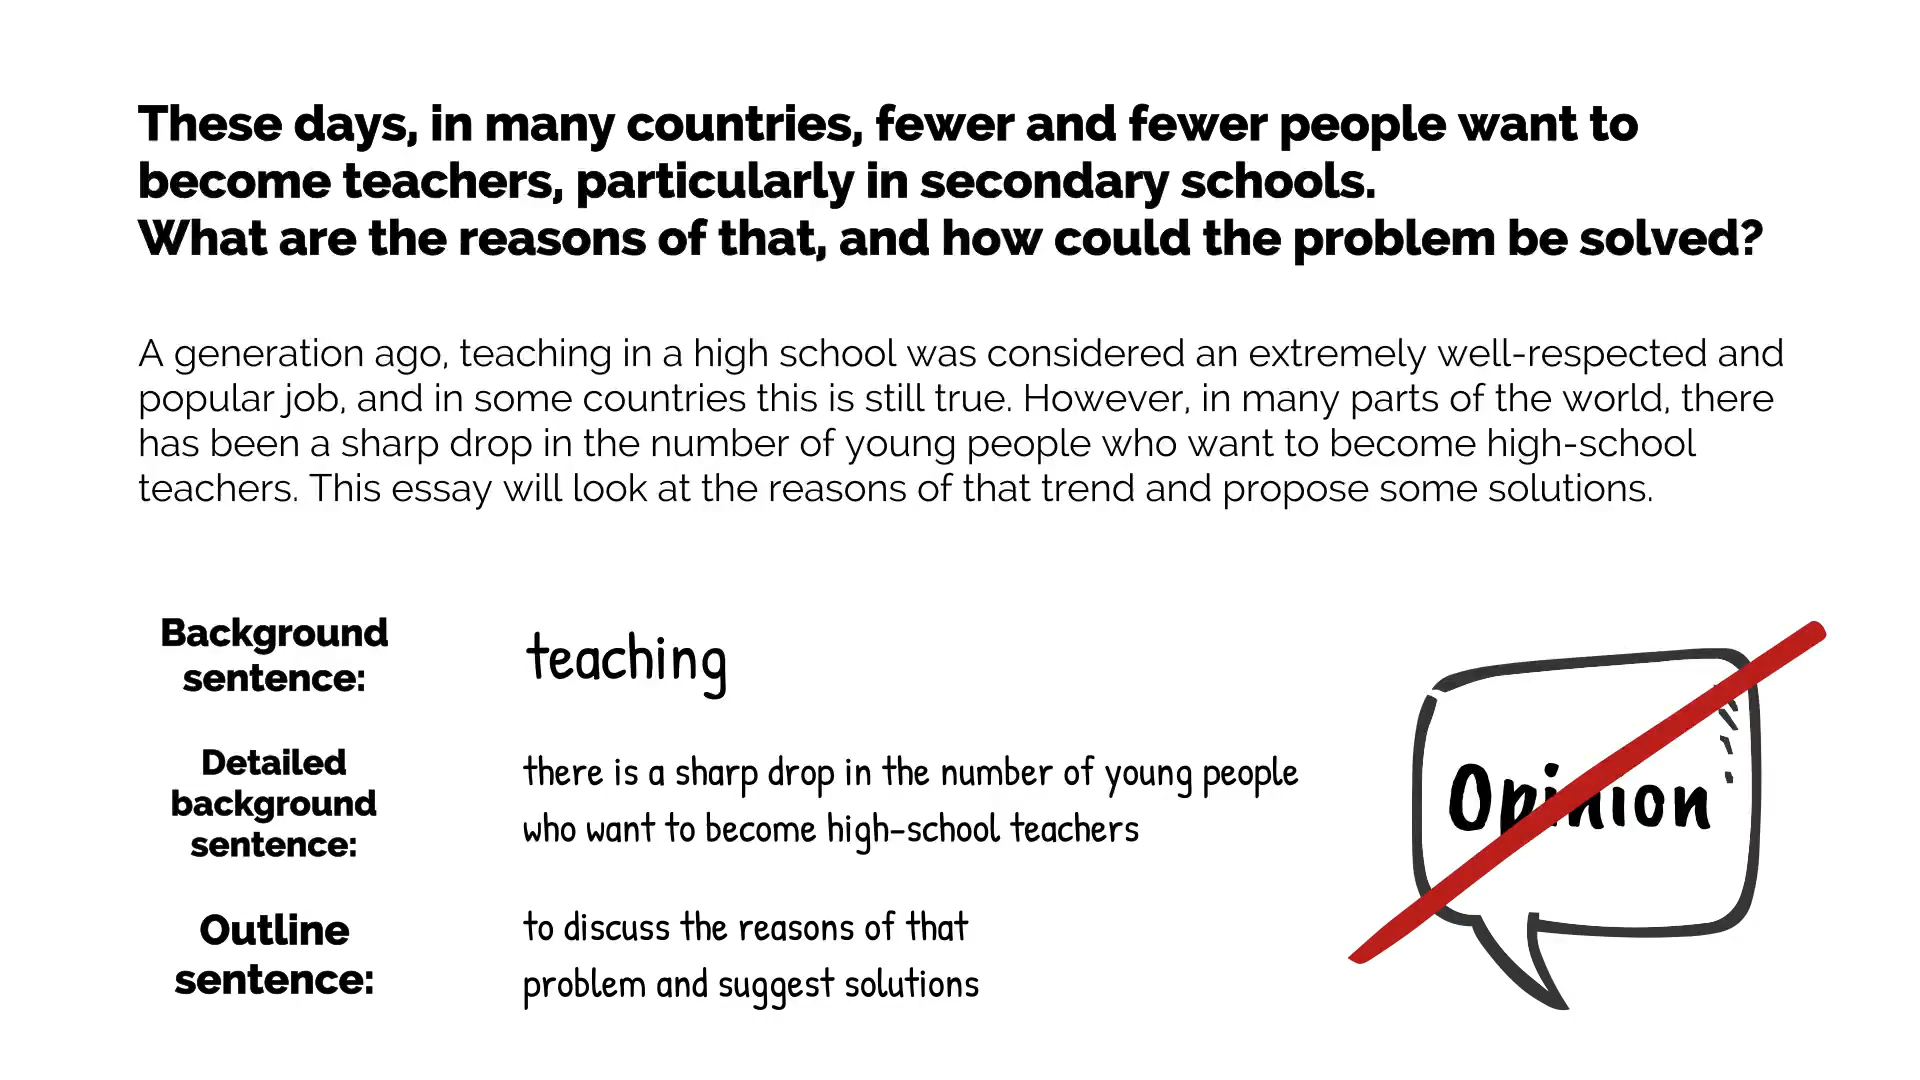 These days, in many countries, fewer and fewer people want to
become teachers, particularly in secondary schools.
What are the reasons of that, and how could the problem be solved?
A generation ago, teaching in a high school was considered an extremely well-respected and
popular job, and in some countries this is still true. However, in many parts of the world, there
has been a sharp drop in the number of young people who want to become high-school
teachers. This essay will look at the reasons of that trend and propose some solutions.
Background
sentence:
teaching
Detailed
background
sentence:
there is a sharp drop in the number of young people
who want to become high-school teachers
Outline
sentence:
to discuss the reasons of that
problem and suggest solutions
Opinion